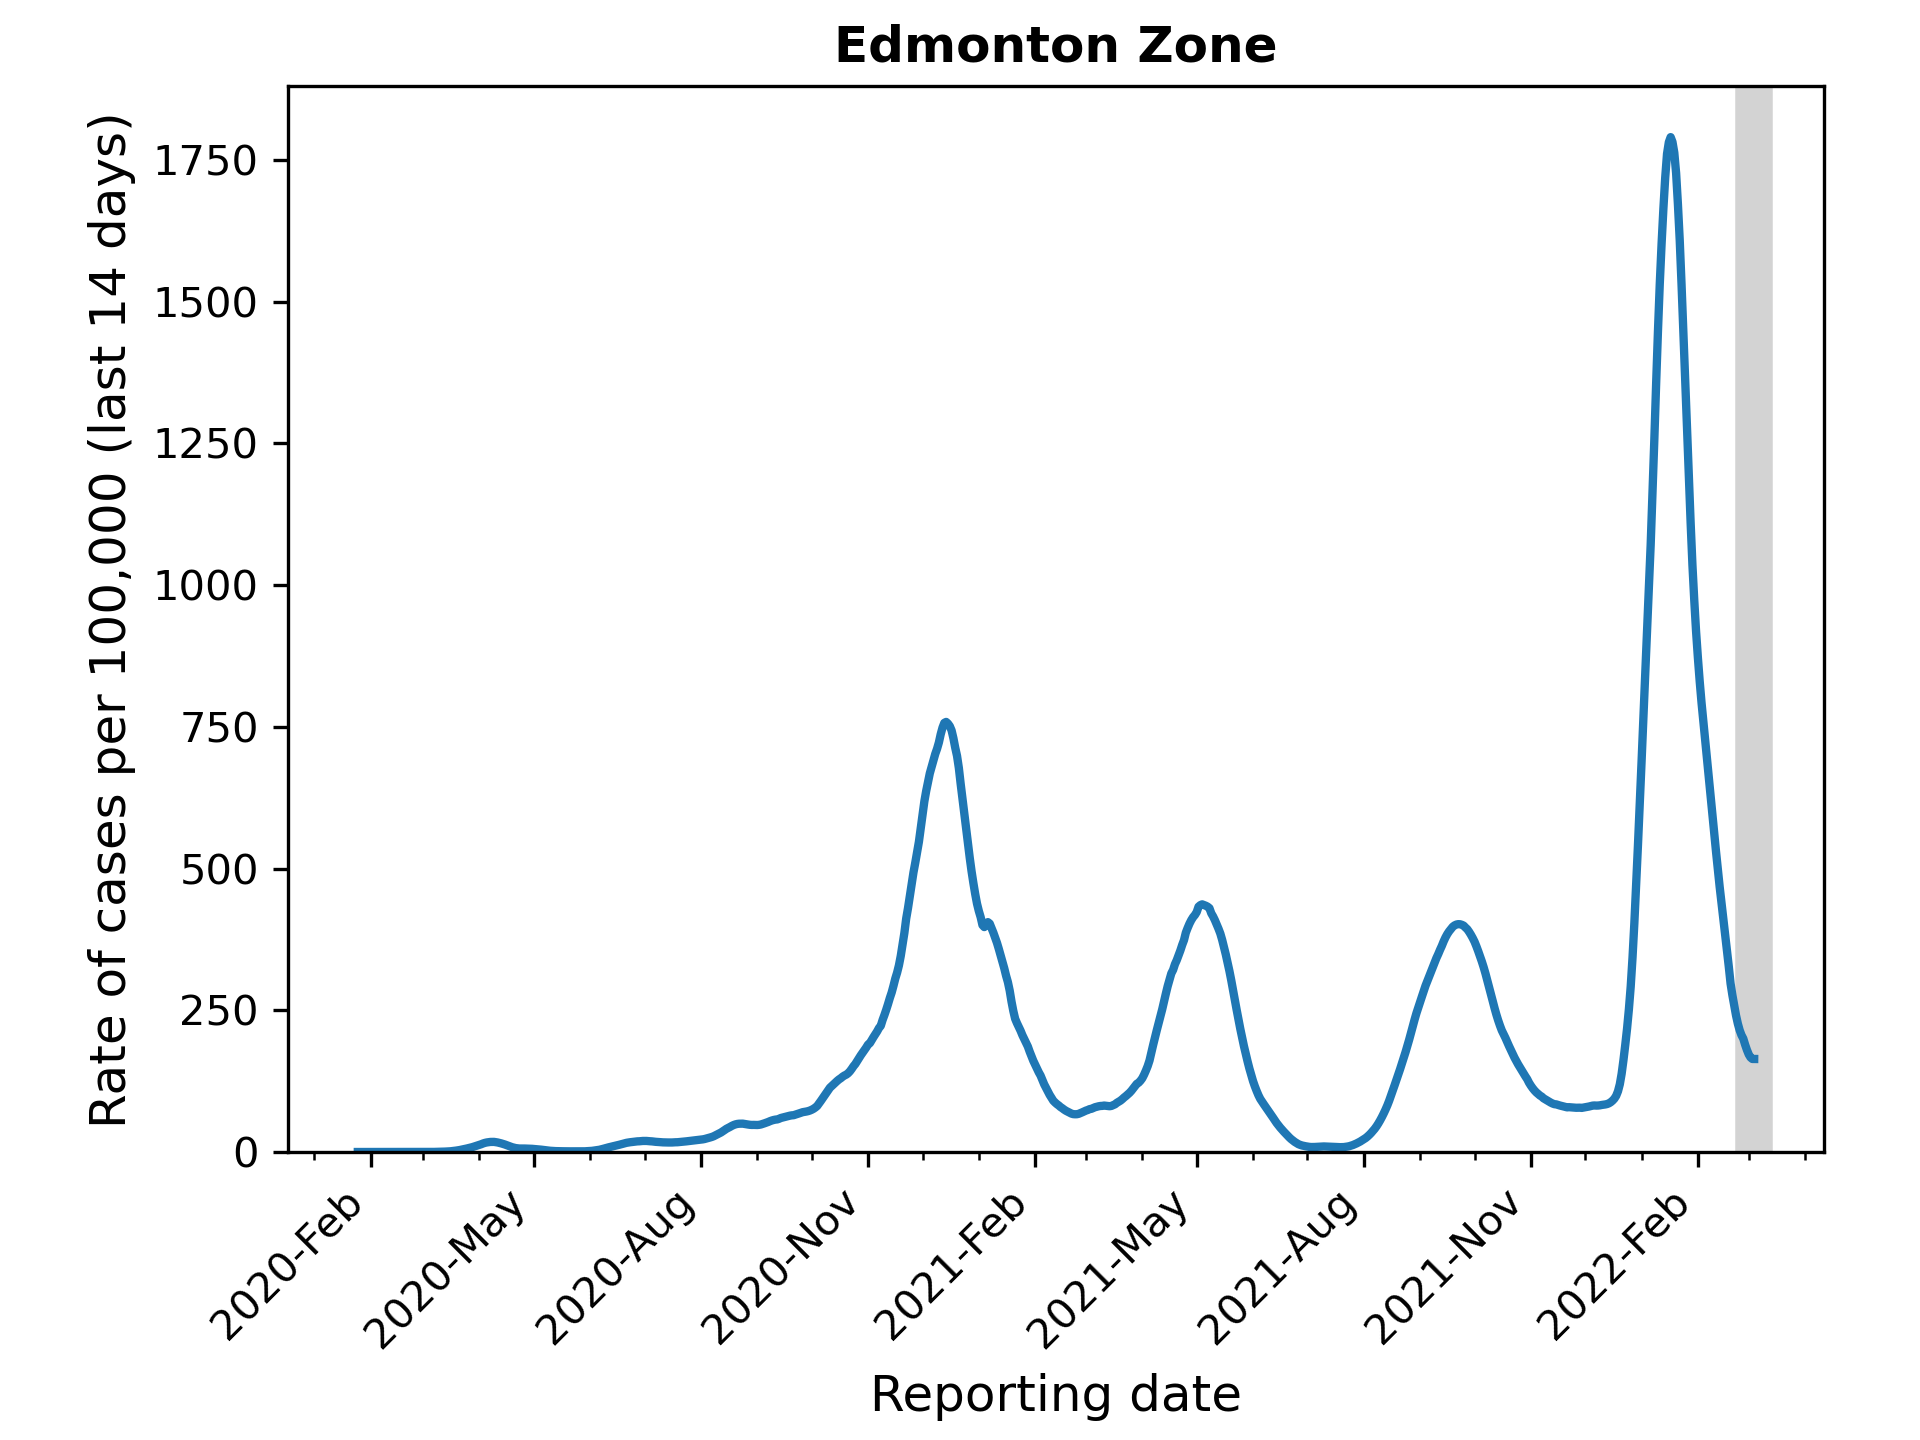 Edmonton Zone
Rate of cases per 100,000 (last 14 days)
1750
1500
1250
1000
750
500
250
0
2020-Feb
2020-May
2020-Aug
2020-Nov
2021-Feb
2021-May
2021-Aug
2021-Nov
2022-Feb
Reporting date